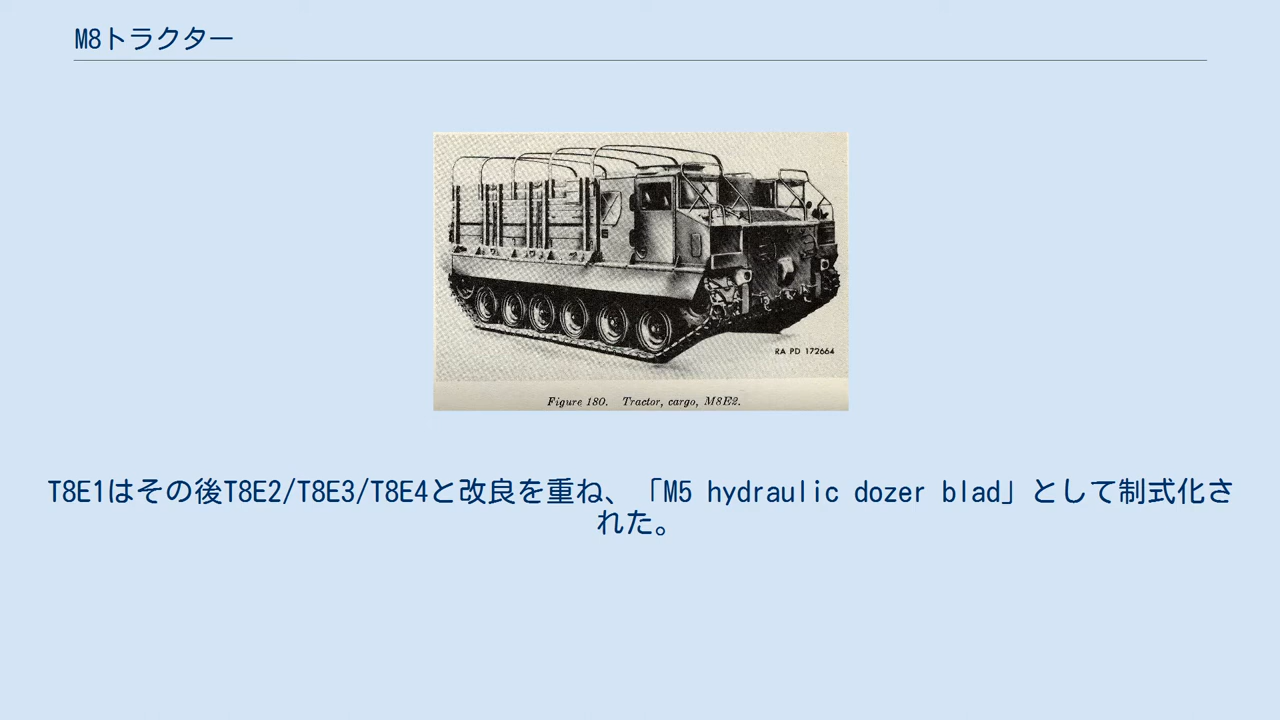 M8トラクター
RA PD 172664
Figure 180. Tractor, cargo, M8E2.
T8E1はその後T8E2/T8E3/T8E4と改良を重ね、「M5 hydraulic dozer blad」として制式化さ
れた。